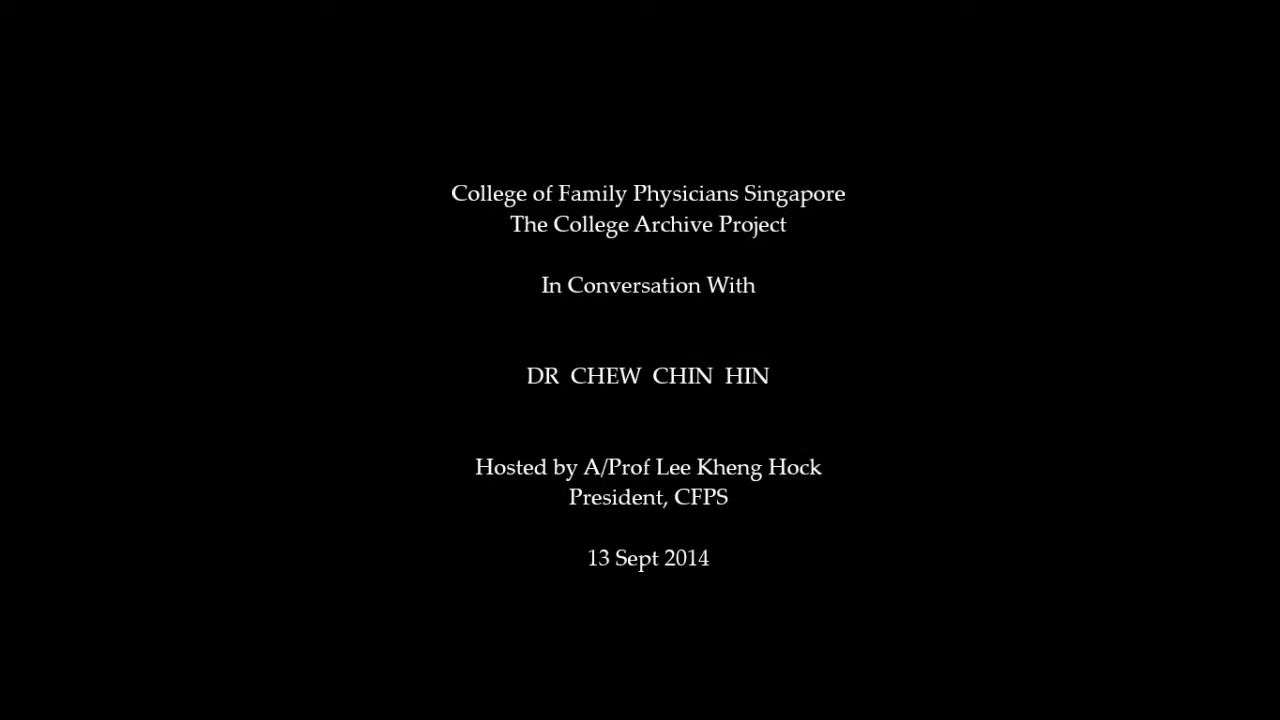 College of Family Physicians Singapore
The College Archive Project
In Conversation With
DR CHEW CHIN HIN
Hosted by A/Prof Lee Kheng Hock
President, CFPS
13 Sept 2014